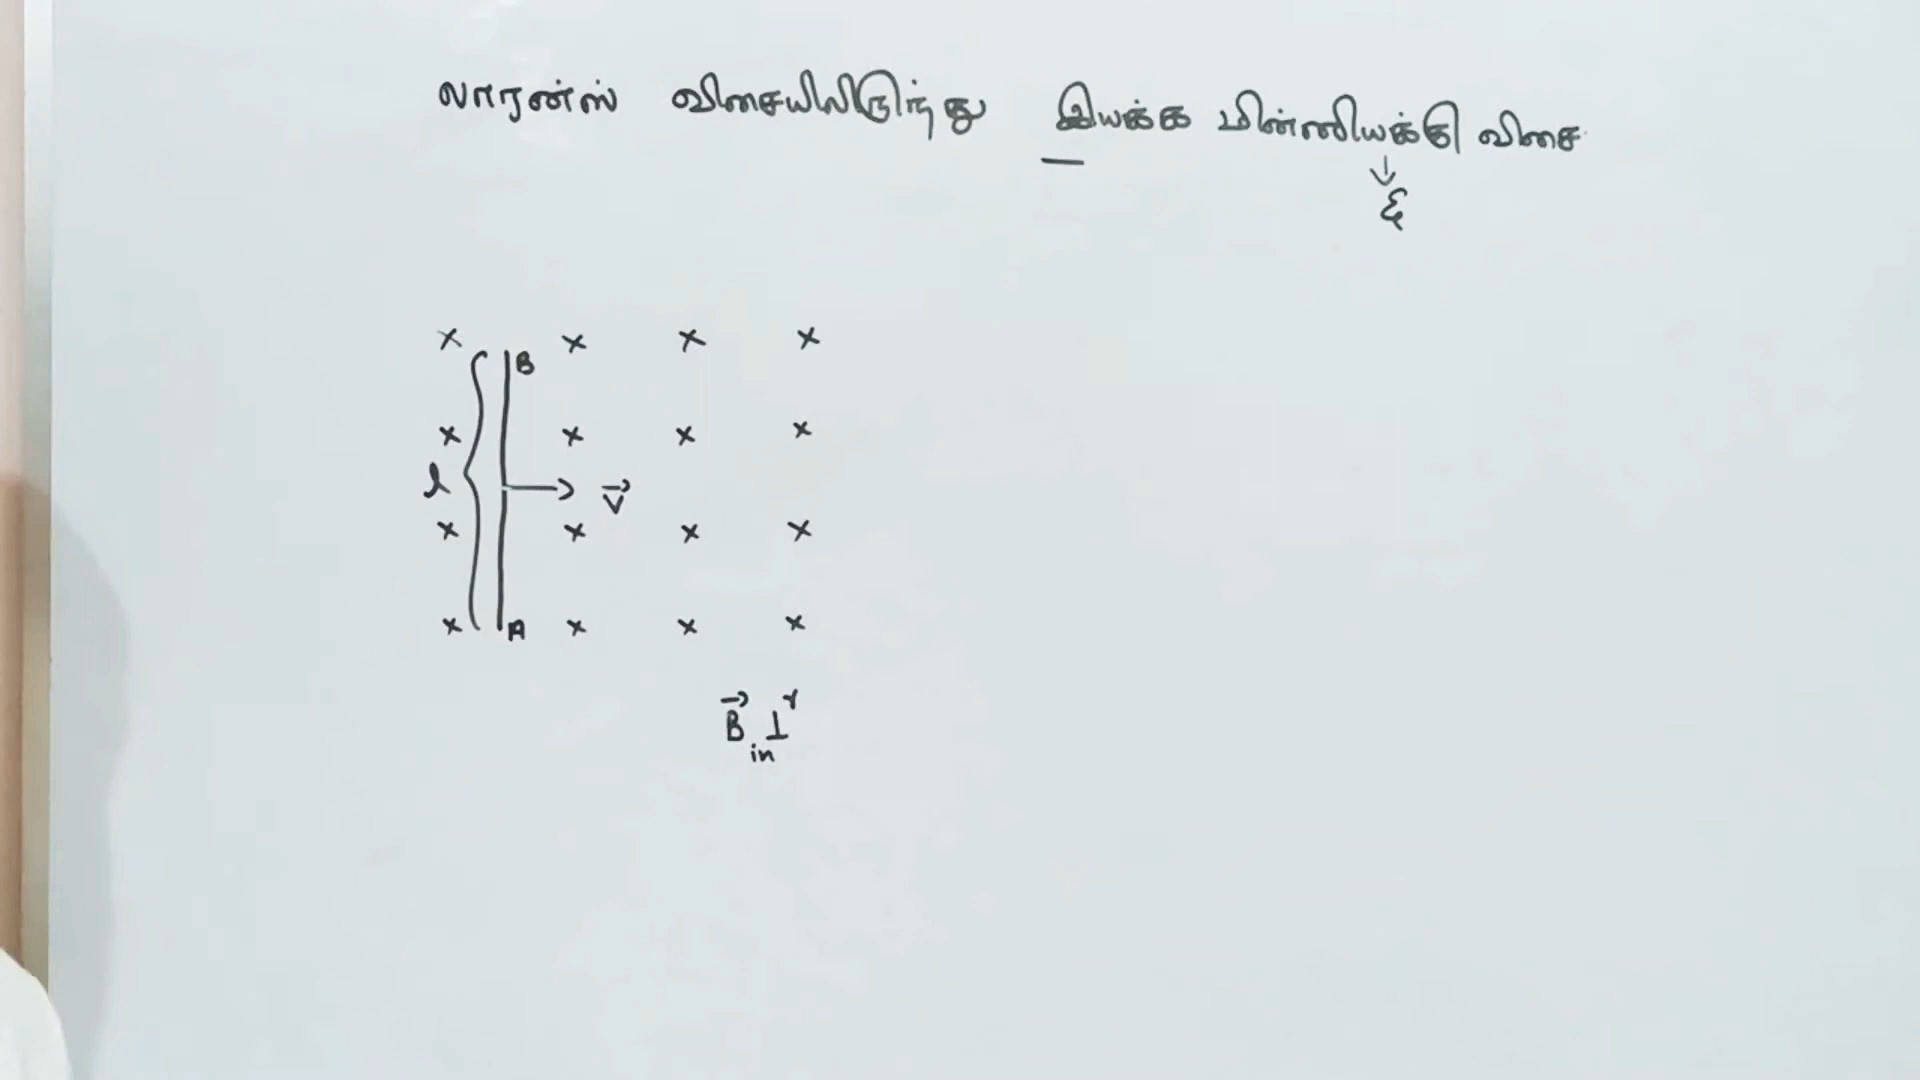 லாரன்ஸ் விசையிலிருந்து இயக்க மின்னியக்கு விசை
↓
ξ
× × × ×
B
× × × ×
l → v⃗
× × × ×
× A × × ×
B⃗ in ⊥r